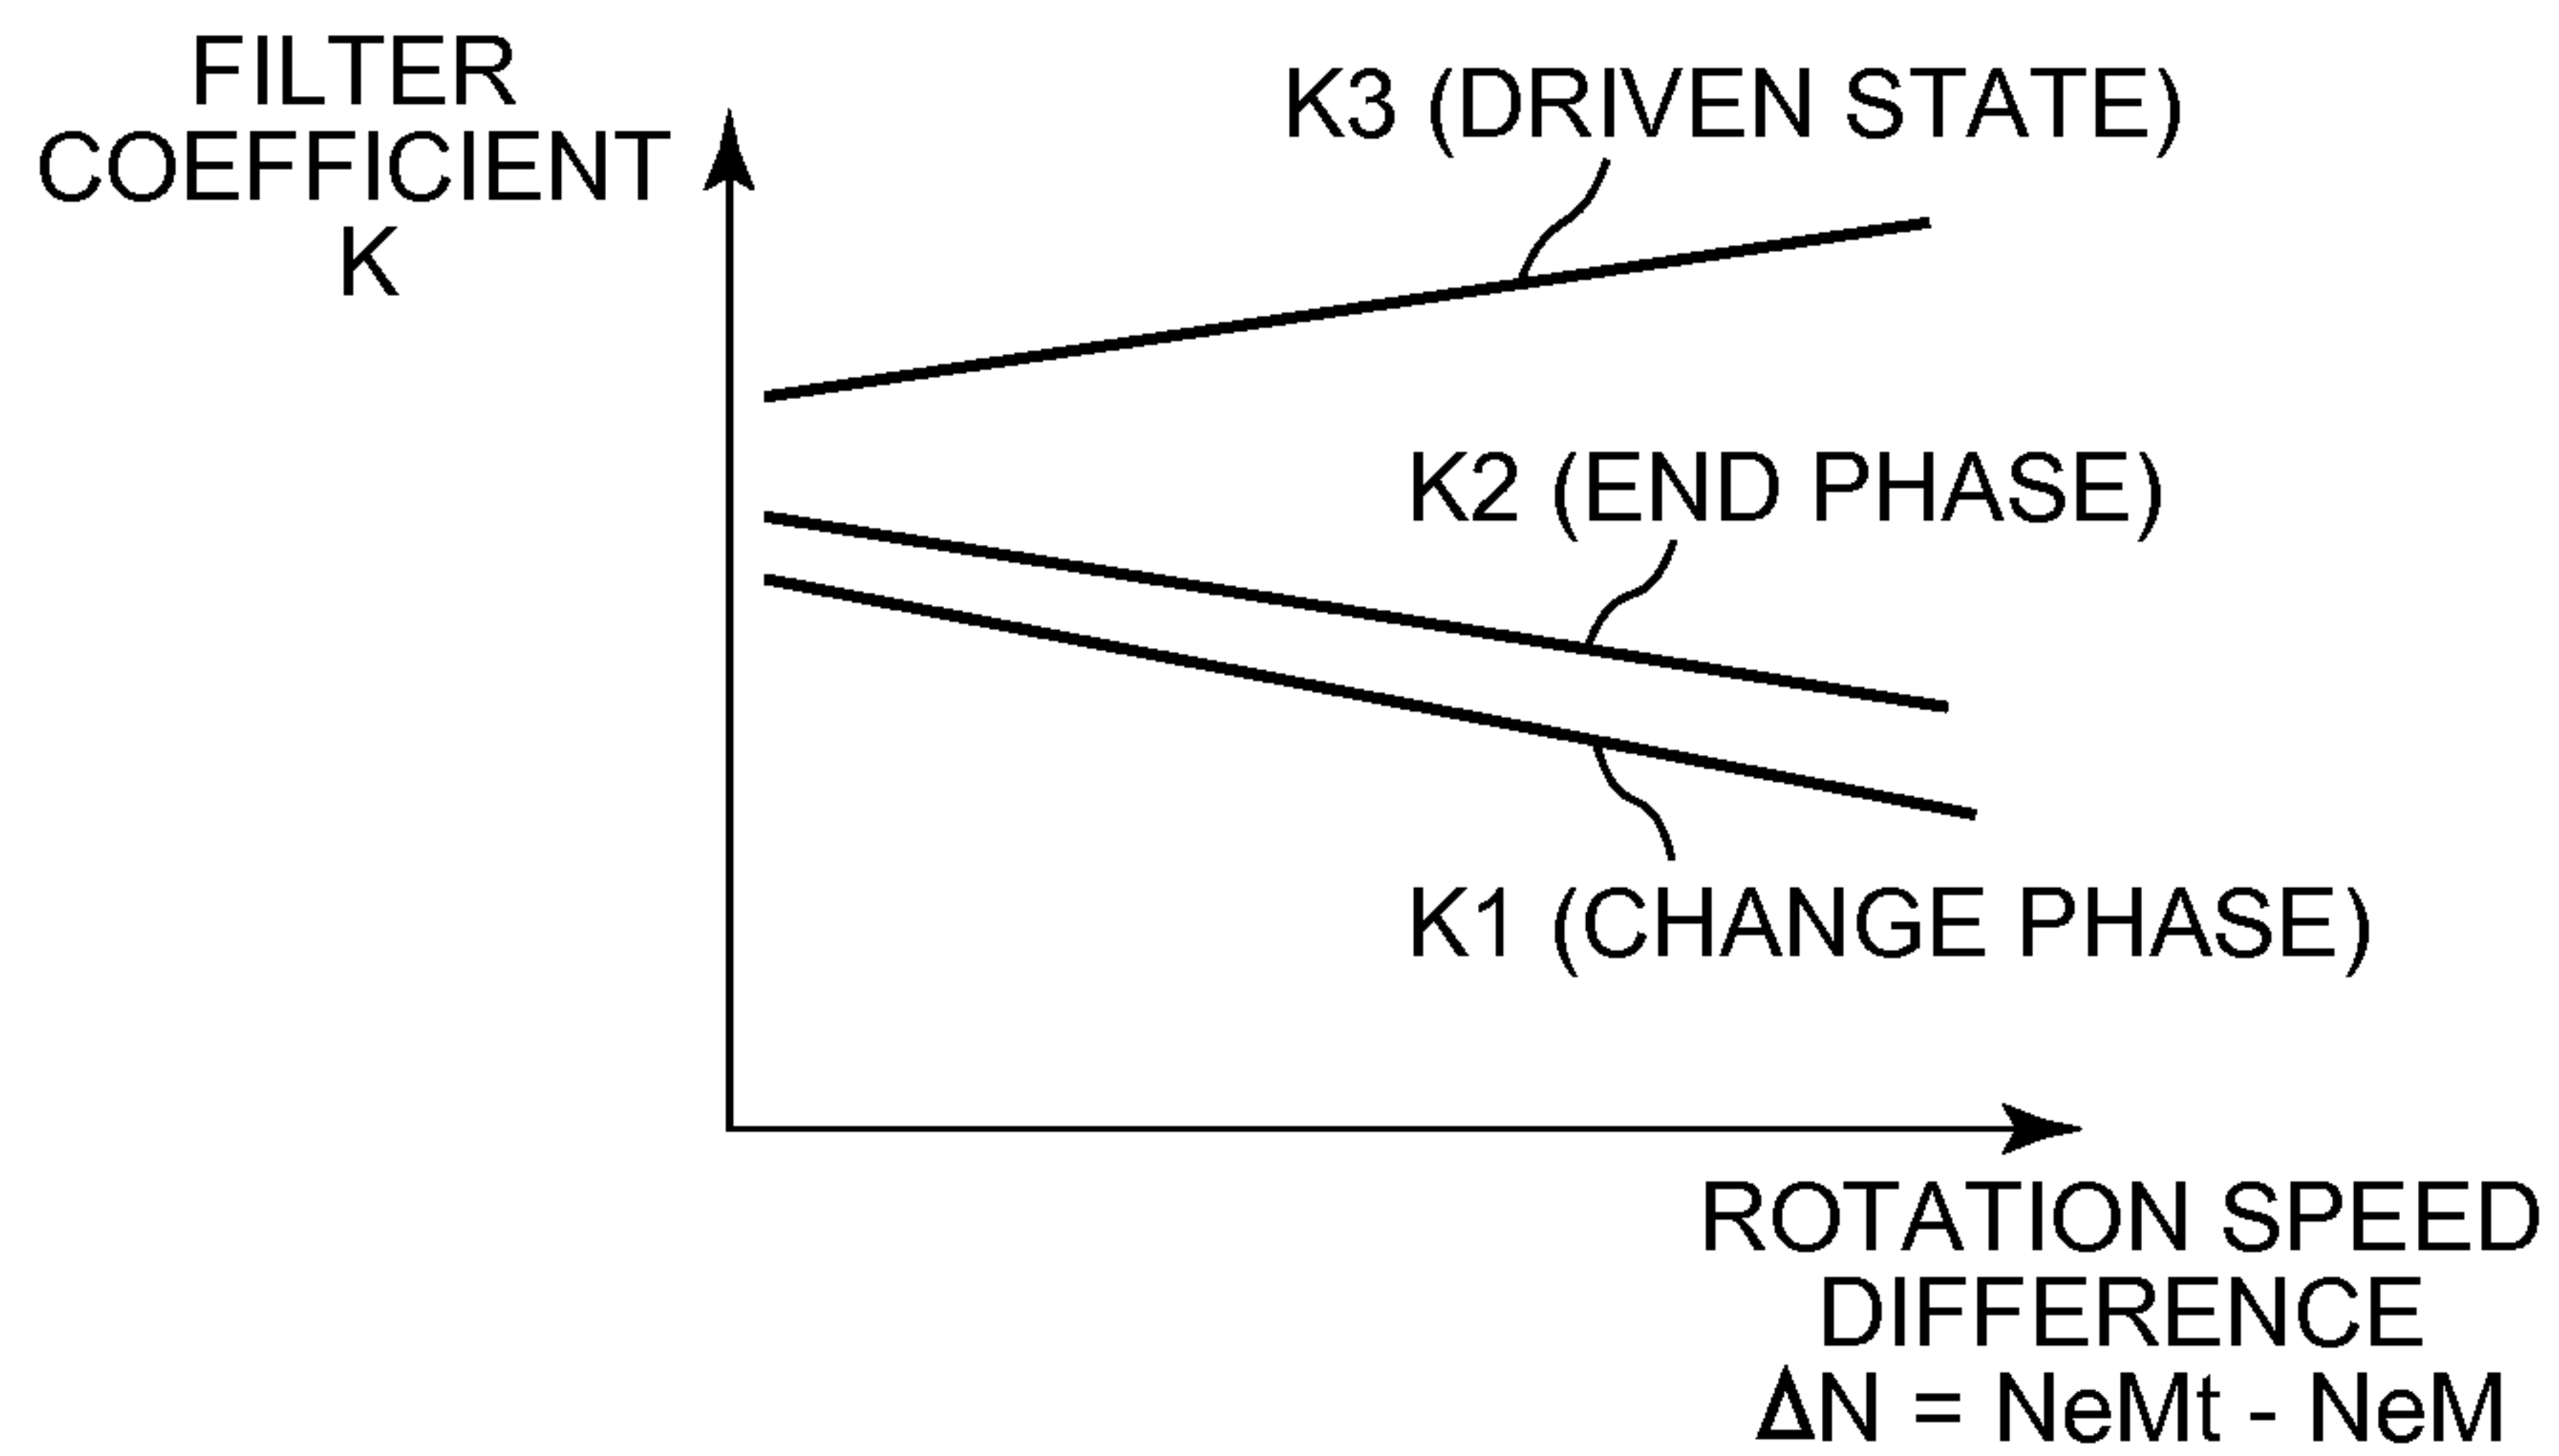 FILTER
COEFFICIENT
K
K3 (DRIVEN STATE)
K2 (END PHASE)
K1 (CHANGE PHASE)
ROTATION SPEED
DIFFERENCE
ΔN = NeMt - NeM